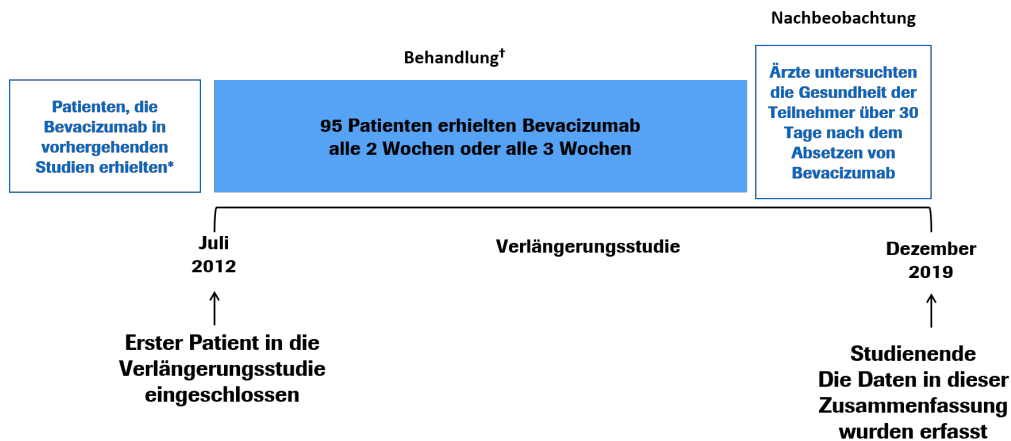 Nachbeobachtung
Behandlung†
Patienten, die
Bevacizumab in
vorhergehenden
Studien erhielten*
95 Patienten erhielten Bevacizumab
alle 2 Wochen oder alle 3 Wochen
Ärzte untersuchten
die Gesundheit der
Teilnehmer über 30
Tage nach dem
Absetzen von
Bevacizumab
Juli
2012
Verlängerungsstudie
Dezember
2019
Erster Patient in die
Verlängerungsstudie
eingeschlossen
Studienende
Die Daten in dieser
Zusammenfassung
wurden erfasst